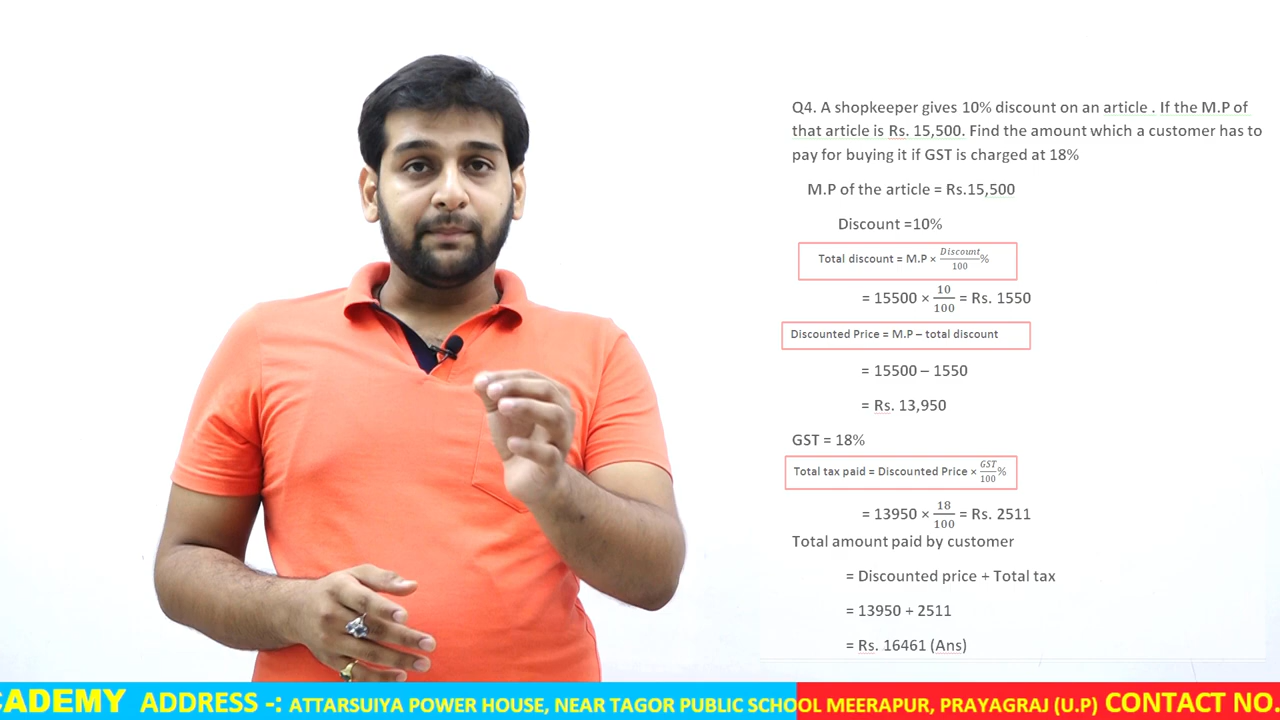 Q4. A shopkeeper gives 10% discount on an article . If the M.P of
that article is Rs. 15,500. Find the amount which a customer has to
pay for buying it if GST is charged at 18%
M.P of the article = Rs.15,500
Discount =10%
Total discount = M.P × Discount/100 %
= 15500 × 10/100 = Rs. 1550
Discounted Price = M.P – total discount
= 15500 – 1550
= Rs. 13,950
GST = 18%
Total tax paid = Discounted Price × GST/100 %
= 13950 × 18/100 = Rs. 2511
Total amount paid by customer
= Discounted price + Total tax
= 13950 + 2511
= Rs. 16461 (Ans)
CADEMY ADDRESS -: ATTARSUIYA POWER HOUSE, NEAR TAGOR PUBLIC SCHOOL MEERAPUR, PRAYAGRAJ (U.P) CONTACT NO.